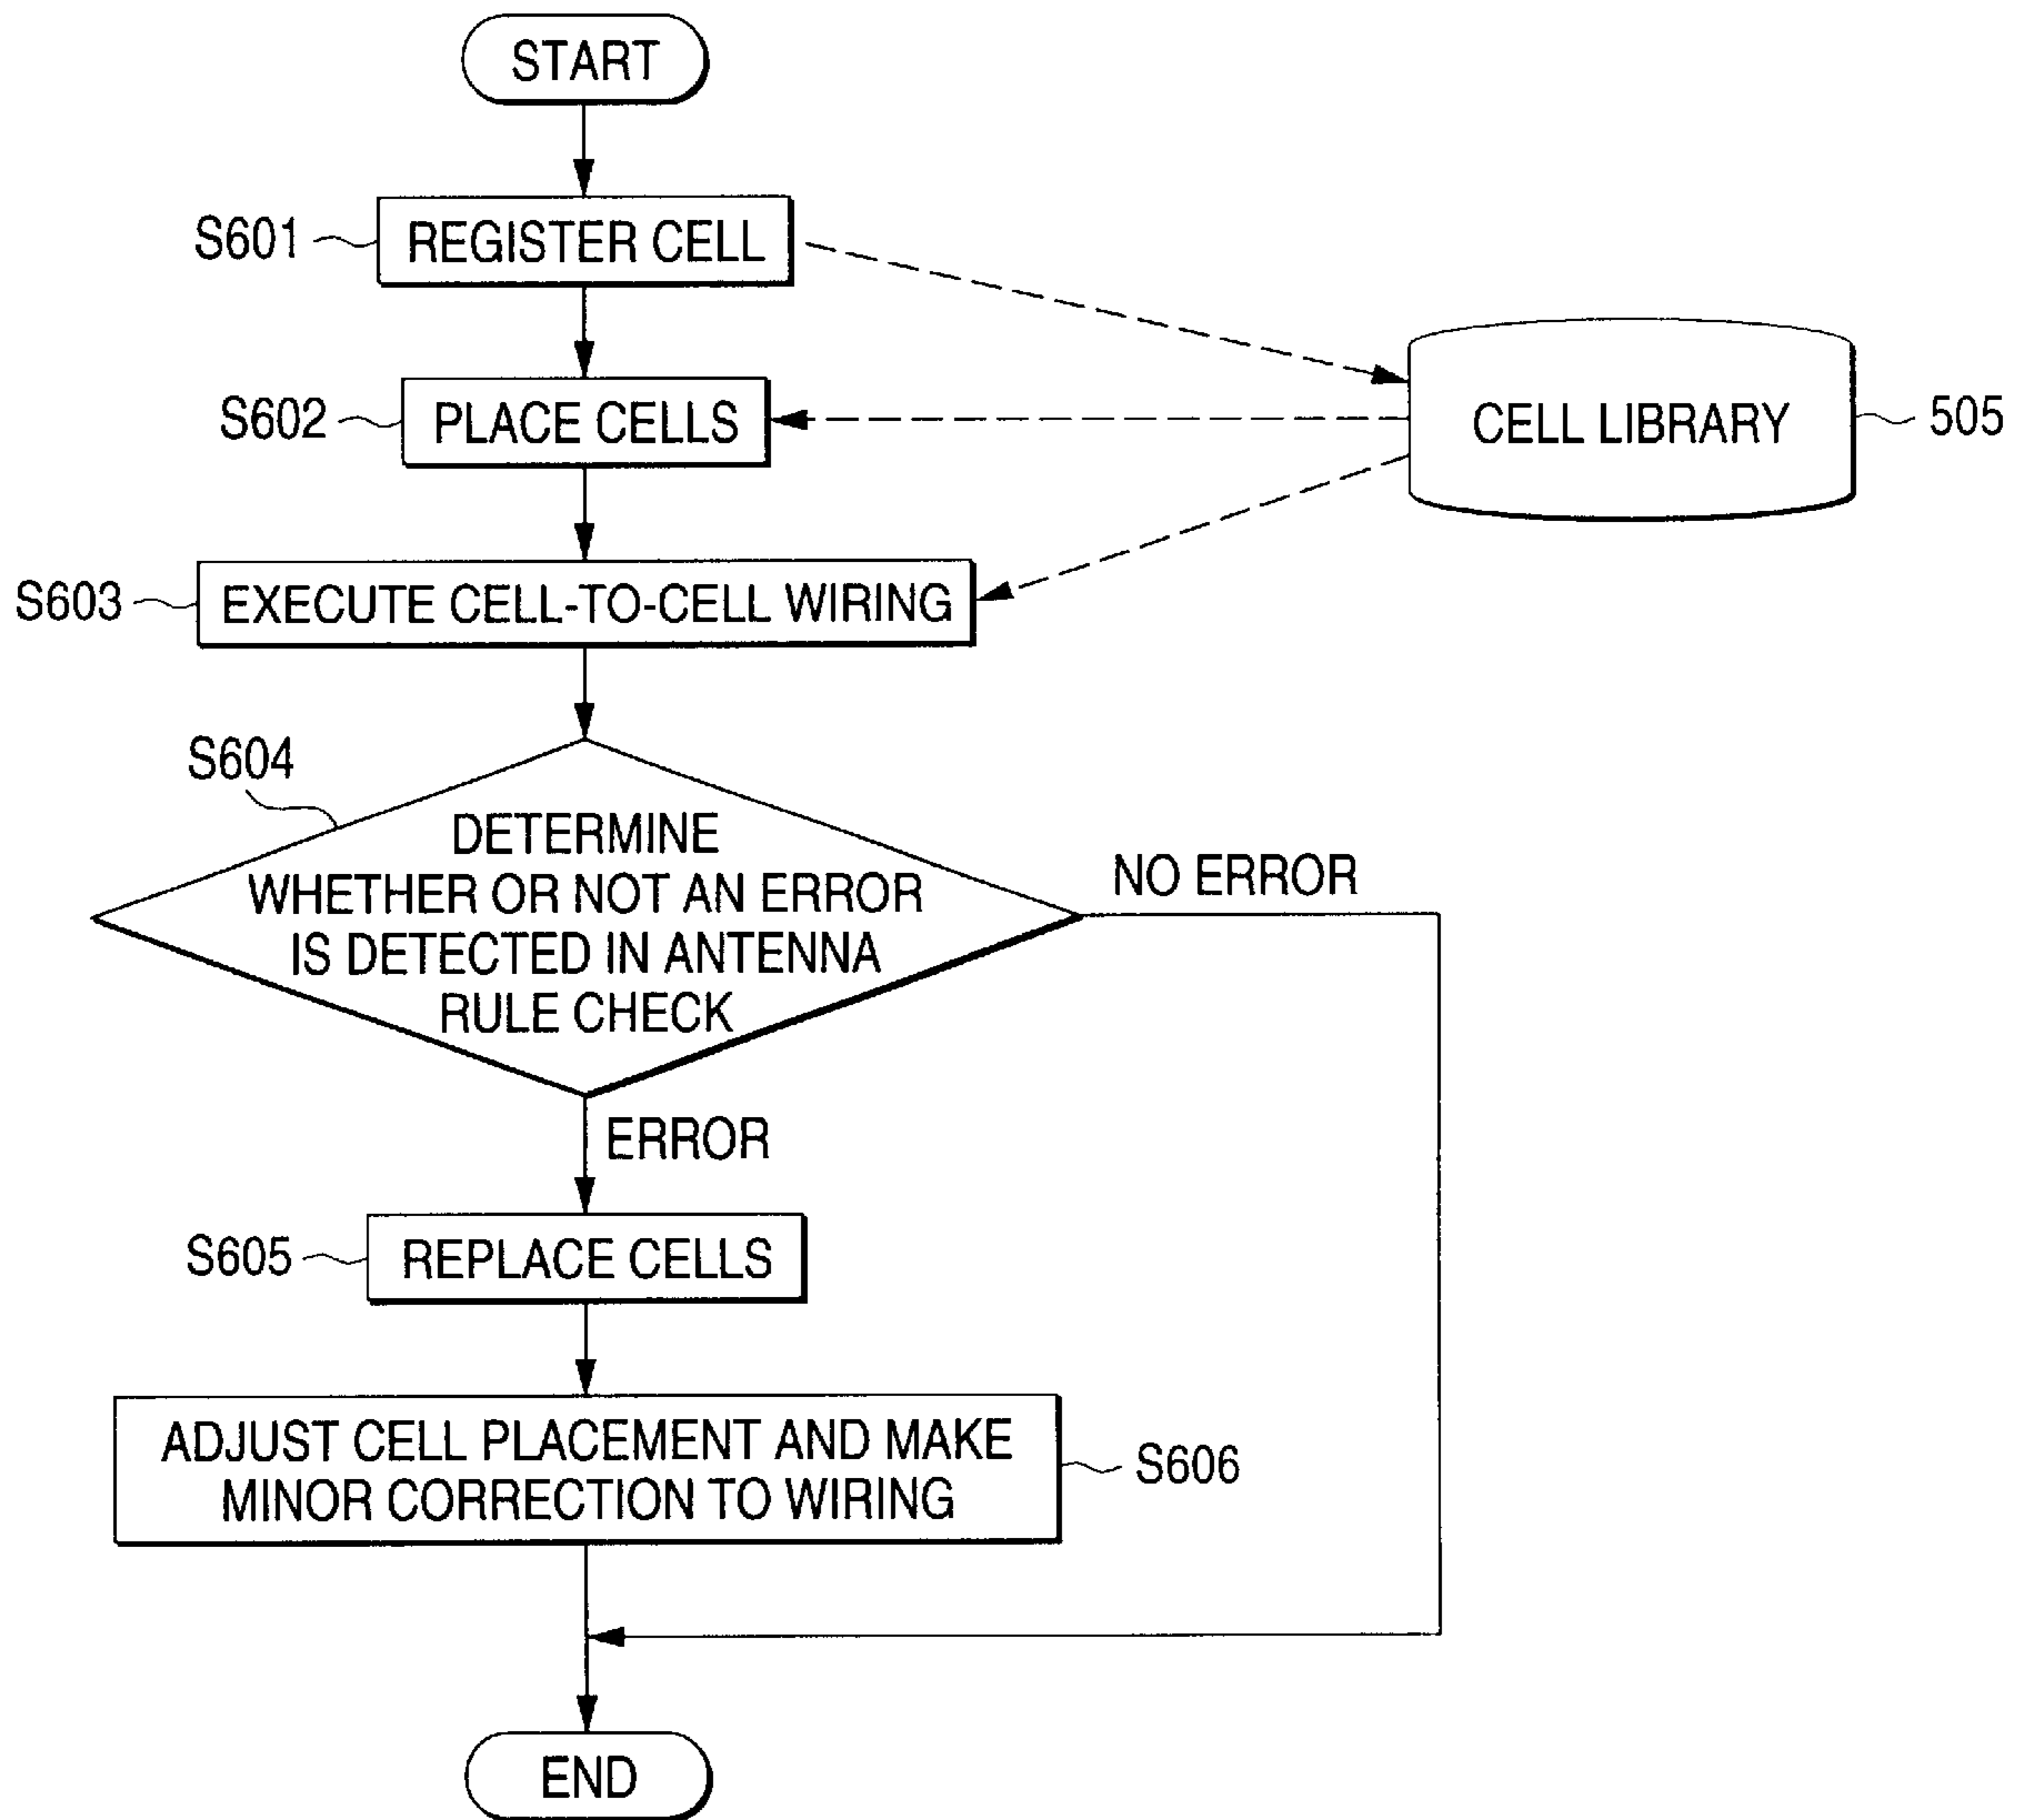 START
S601
REGISTER CELL
S602
PLACE CELLS
CELL LIBRARY
505
S603
EXECUTE CELL-TO-CELL WIRING
S604
DETERMINE
WHETHER OR NOT AN ERROR
IS DETECTED IN ANTENNA
RULE CHECK
NO ERROR
ERROR
S605
REPLACE CELLS
ADJUST CELL PLACEMENT AND MAKE
MINOR CORRECTION TO WIRING
S606
END